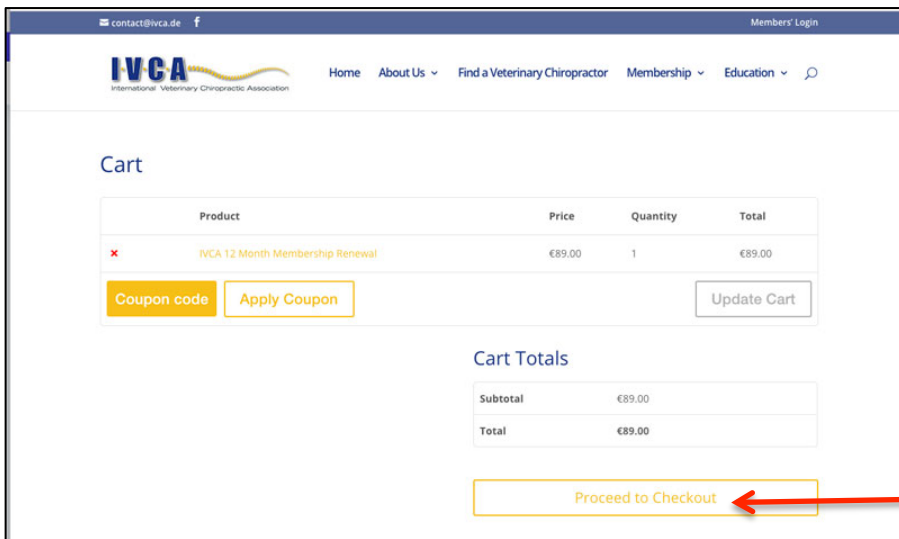 contact@ivca.de f Members' Login
I·V·C·A
International Veterinary Chiropractic Association
Home About Us Find a Veterinary Chiropractor Membership Education
Cart
Product Price Quantity Total
× IVCA 12 Month Membership Renewal €89.00 1 €89.00
Coupon code Apply Coupon Update Cart
Cart Totals
Subtotal €89.00
Total €89.00
Proceed to Checkout